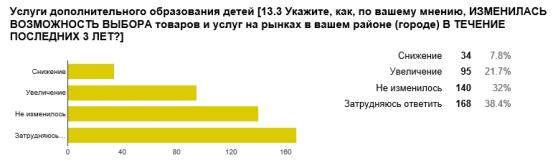 Услуги дополнительного образования детей [13.3 Укажите, как, по вашему мнению, ИЗМЕНИЛАСЬ
ВОЗМОЖНОСТЬ ВЫБОРА товаров и услуг на рынках в вашем районе (городе) В ТЕЧЕНИЕ
ПОСЛЕДНИХ 3 ЛЕТ?]
Снижение
Увеличение
Не изменилось
Затрудняюсь...
0 40 80 120 160
Снижение 34 7.8%
Увеличение 95 21.7%
Не изменилось 140 32%
Затрудняюсь ответить 168 38.4%